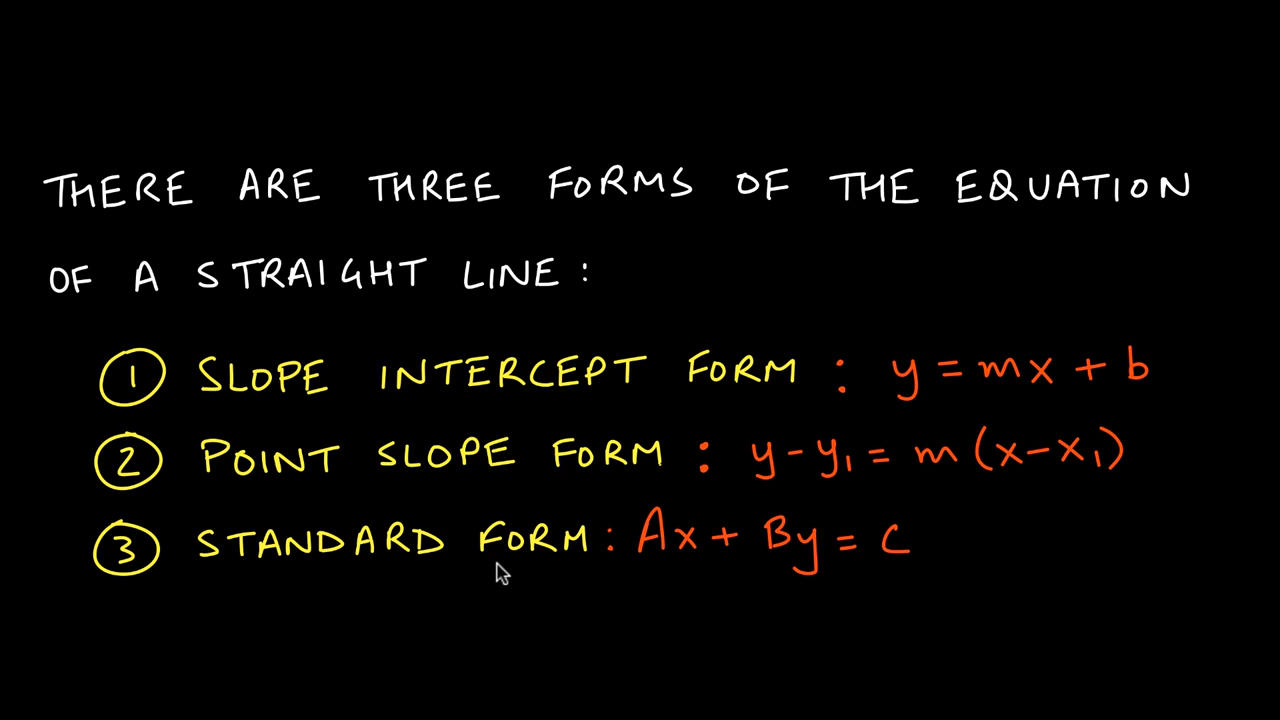 THERE ARE THREE FORMS OF THE EQUATION
OF A STRAIGHT LINE:
① SLOPE INTERCEPT FORM : y = mx + b
② POINT SLOPE FORM : y - y₁ = m (x - x₁)
③ STANDARD FORM : Ax + By = C